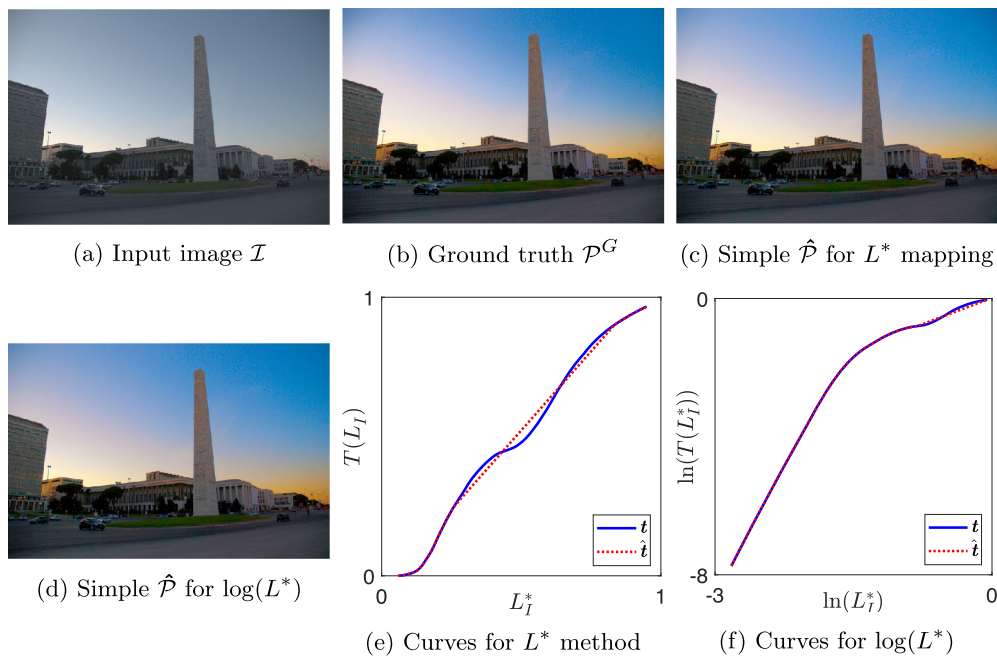 (a) Input image 𝓘
(b) Ground truth 𝒫^G
(c) Simple 𝒫̂ for L* mapping
(d) Simple 𝒫̂ for log(L*)
1
T(L_I)
0
0
L*_I
1
t
t̂
(e) Curves for L* method
0
ln(T(L*_I))
-8
-3
ln(L*_I)
0
t
t̂
(f) Curves for log(L*)